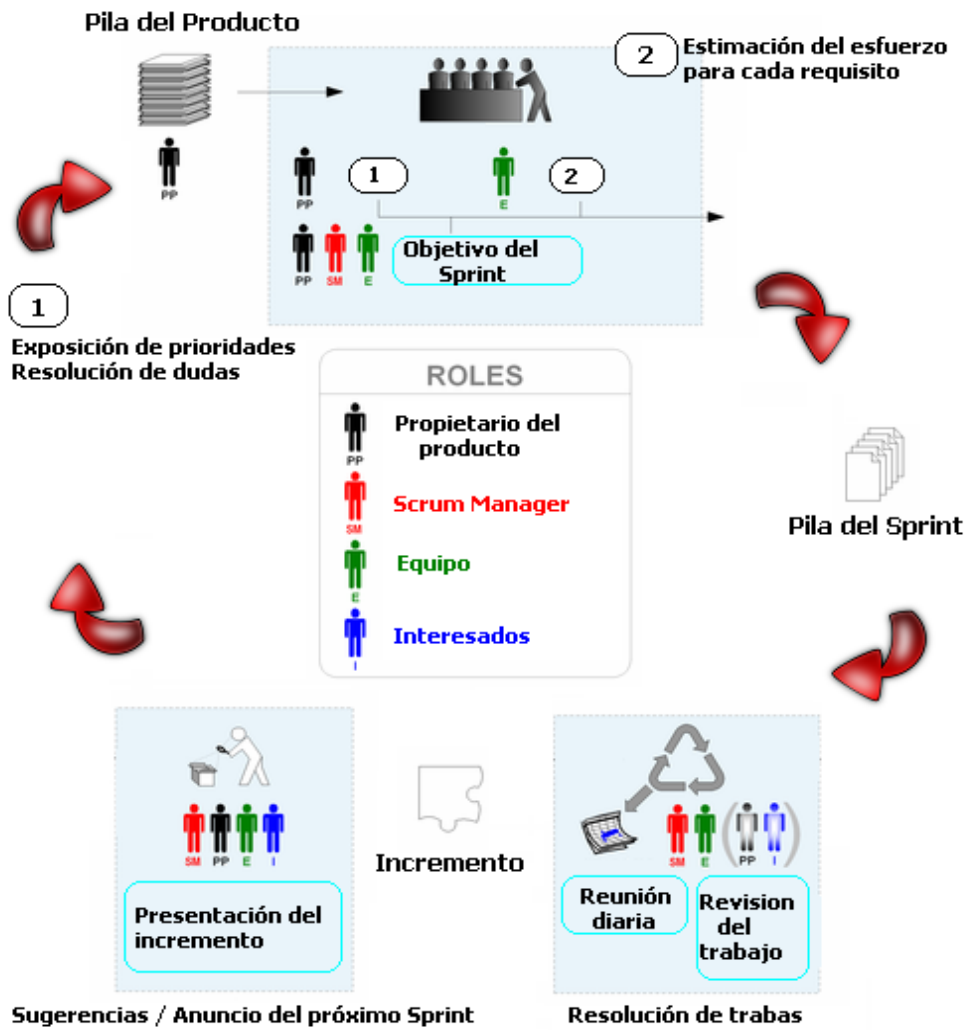 Pila del Producto
2
Estimación del esfuerzo
para cada requisito
PP
PP
1
E
2
PP
SM
E
Objetivo del
Sprint
1
Exposición de prioridades
Resolución de dudas
ROLES
PP
Propietario del
producto
SM
Scrum Manager
E
Equipo
I
Interesados
Pila del Sprint
SM
PP
E
I
Presentación del
incremento
Sugerencias / Anuncio del próximo Sprint
Incremento
SM
E
(
PP
I
)
Reunión
diaria
Revision
del
trabajo
Resolución de trabas